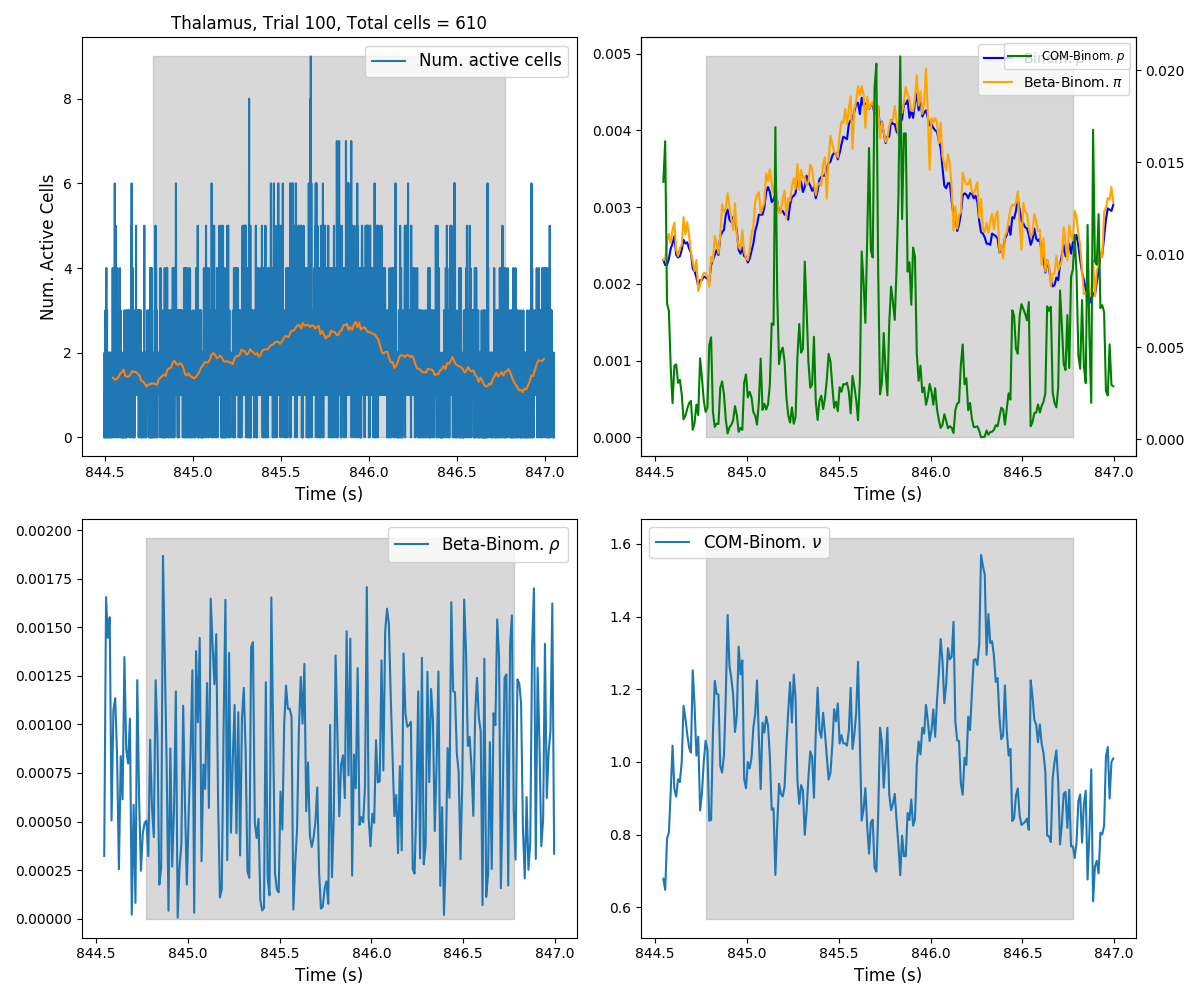 Thalamus, Trial 100, Total cells = 610
Num. active cells
Num. Active Cells
8
6
4
2
0
844.5 845.0 845.5 846.0 846.5 847.0
Time (s)
COM-Binom. p
Beta-Binom. π
0.005
0.004
0.003
0.002
0.001
0.000
0.020
0.015
0.010
0.005
0.000
844.5 845.0 845.5 846.0 846.5 847.0
Time (s)
Beta-Binom. ρ
0.00200
0.00175
0.00150
0.00125
0.00100
0.00075
0.00050
0.00025
0.00000
844.5 845.0 845.5 846.0 846.5 847.0
Time (s)
COM-Binom. ν
1.6
1.4
1.2
1.0
0.8
0.6
844.5 845.0 845.5 846.0 846.5 847.0
Time (s)